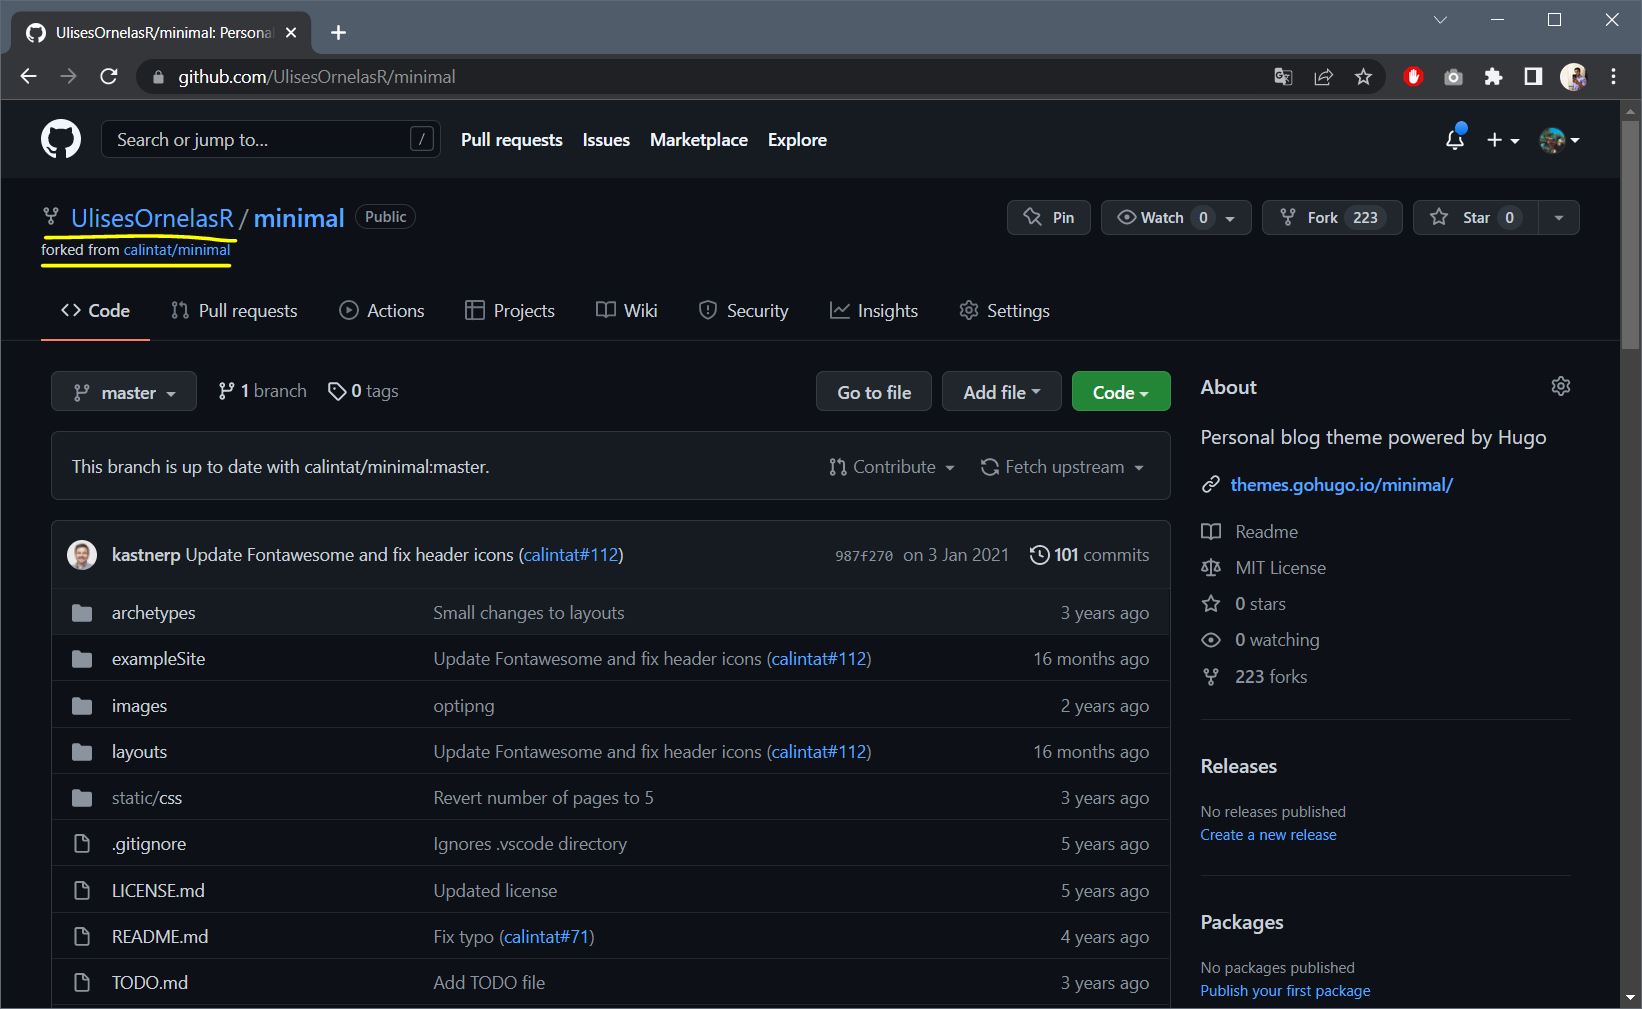 UlisesOrnelasR/minimal: Persona
github.com/UlisesOrnelasR/minimal
Search or jump to... /
Pull requests Issues Marketplace Explore
UlisesOrnelasR / minimal Public
Pin Watch 0 Fork 223 Star 0
forked from calintat/minimal
Code Pull requests Actions Projects Wiki Security Insights Settings
master 1 branch 0 tags Go to file Add file Code
This branch is up to date with calintat/minimal:master. Contribute Fetch upstream
kastnerp Update Fontawesome and fix header icons (calintat#112) 987f270 on 3 Jan 2021 101 commits
archetypes Small changes to layouts 3 years ago
exampleSite Update Fontawesome and fix header icons (calintat#112) 16 months ago
images optipng 2 years ago
layouts Update Fontawesome and fix header icons (calintat#112) 16 months ago
static/css Revert number of pages to 5 3 years ago
.gitignore Ignores .vscode directory 5 years ago
LICENSE.md Updated license 5 years ago
README.md Fix typo (calintat#71) 4 years ago
TODO.md Add TODO file 3 years ago
About
Personal blog theme powered by Hugo
themes.gohugo.io/minimal/
Readme
MIT License
0 stars
0 watching
223 forks
Releases
No releases published
Create a new release
Packages
No packages published
Publish your first package